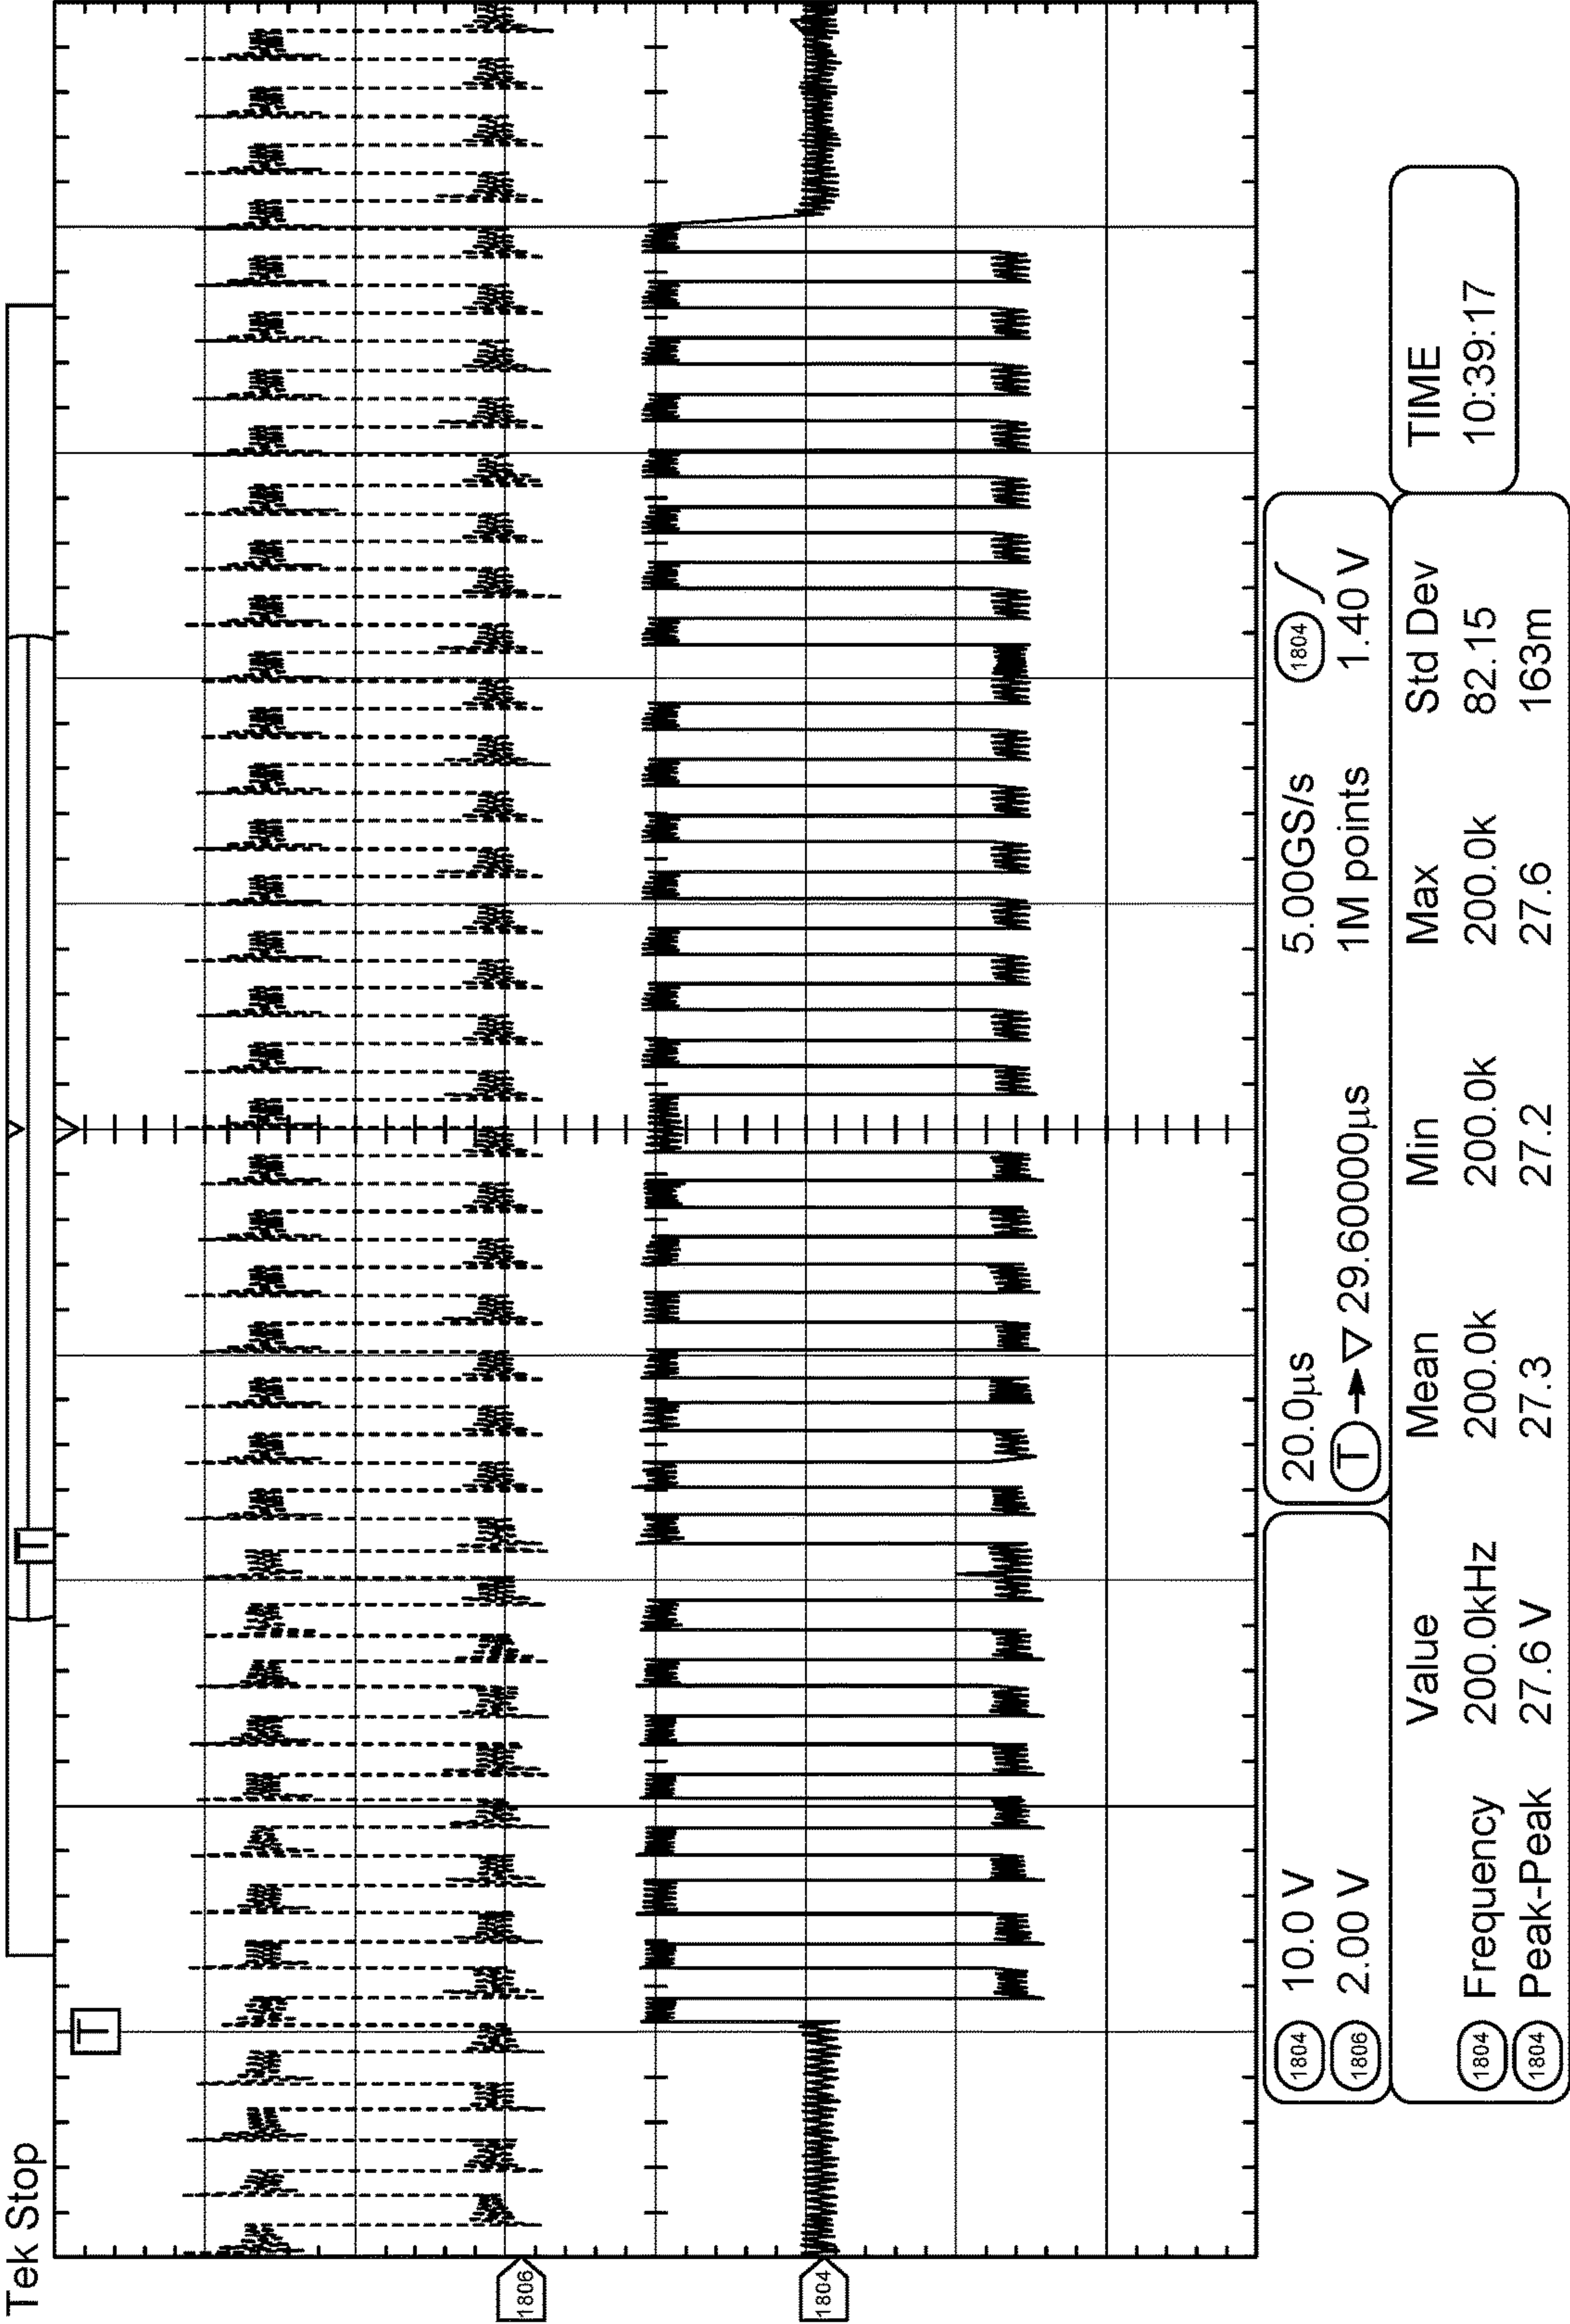 Tek Stop
T
T
1806
1804
1804 10.0 V
1806 2.00 V
20.0µs 5.00GS/s 1804
T 29.60000µs 1M points 1.40 V
Value Mean Min Max Std Dev
1804 Frequency 200.0kHz 200.0k 200.0k 200.0k 82.15
1804 Peak-Peak 27.6 V 27.3 27.2 27.6 163m
TIME
10:39:17